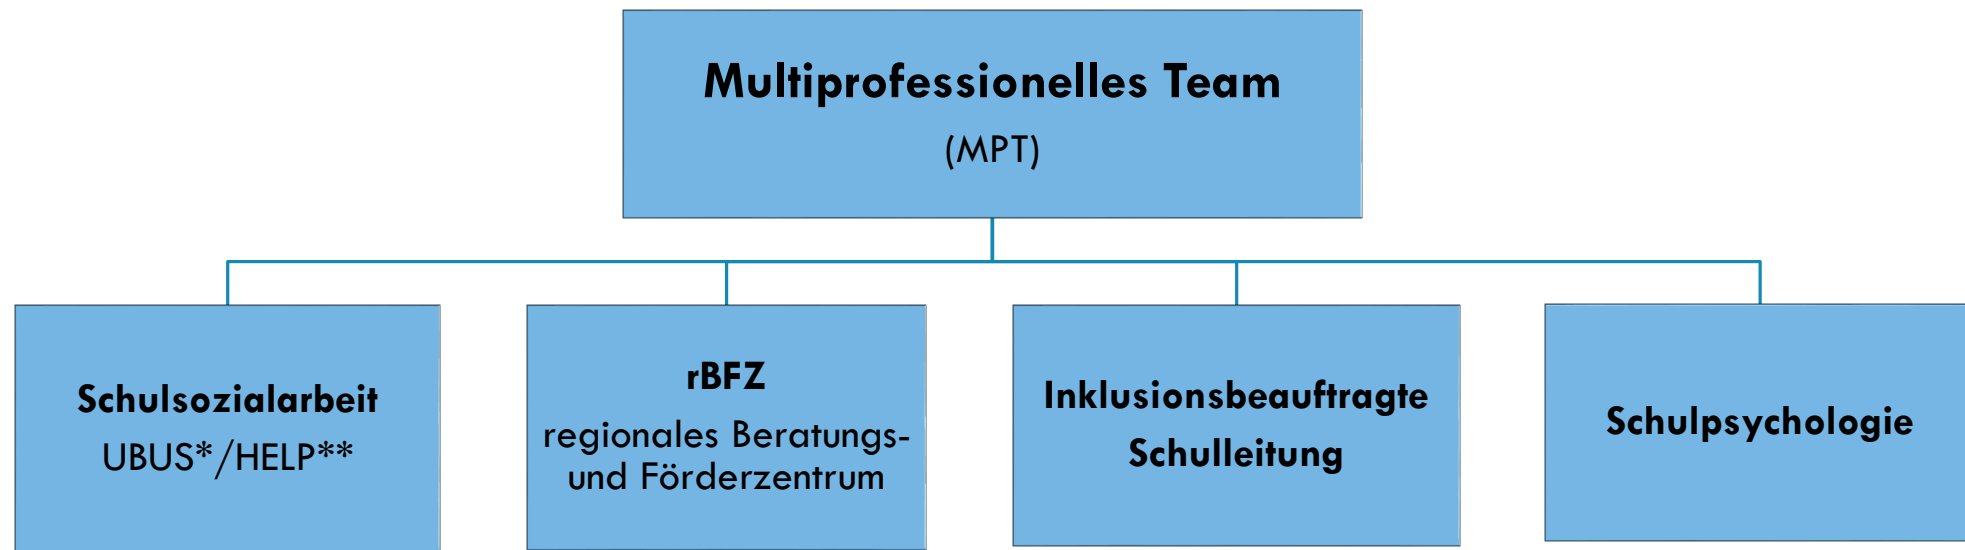 Multiprofessionelles Team
(MPT)
Schulsozialarbeit
UBUS*/HELP**
rBFZ
regionales Beratungs-
und Förderzentrum
Inklusionsbeauftragte
Schulleitung
Schulpsychologie